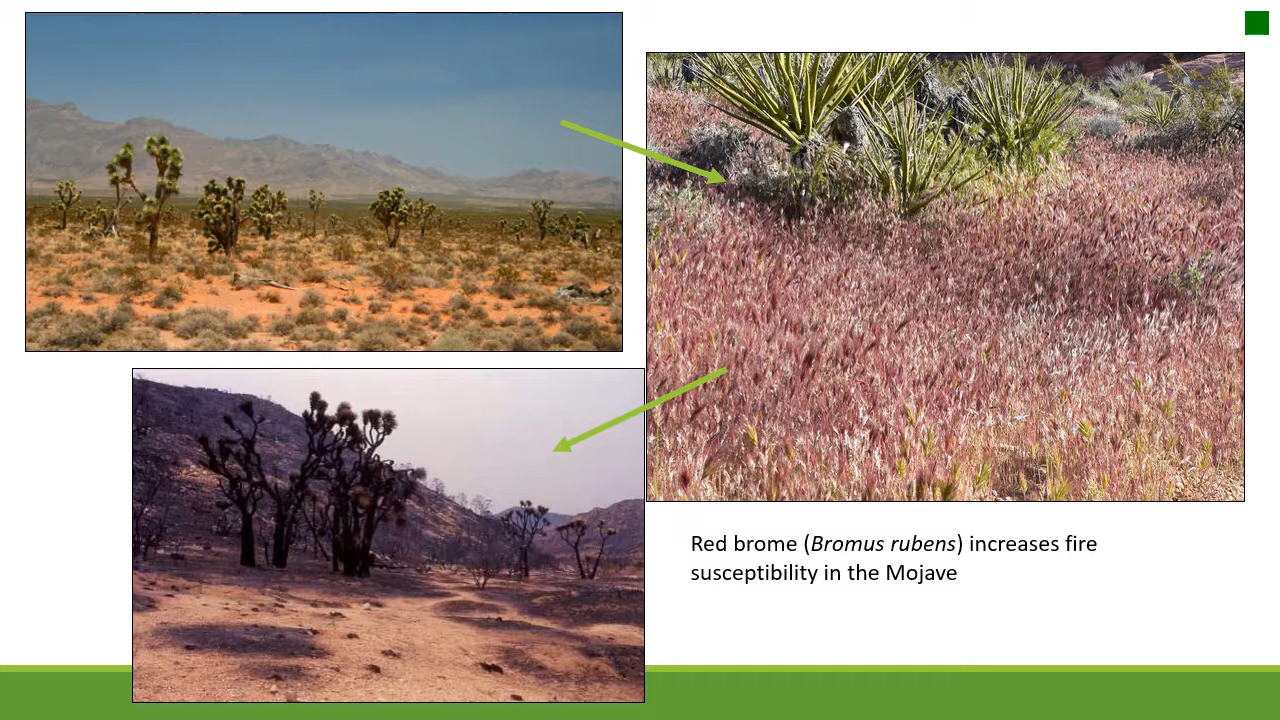 Red brome (Bromus rubens) increases fire
susceptibility in the Mojave